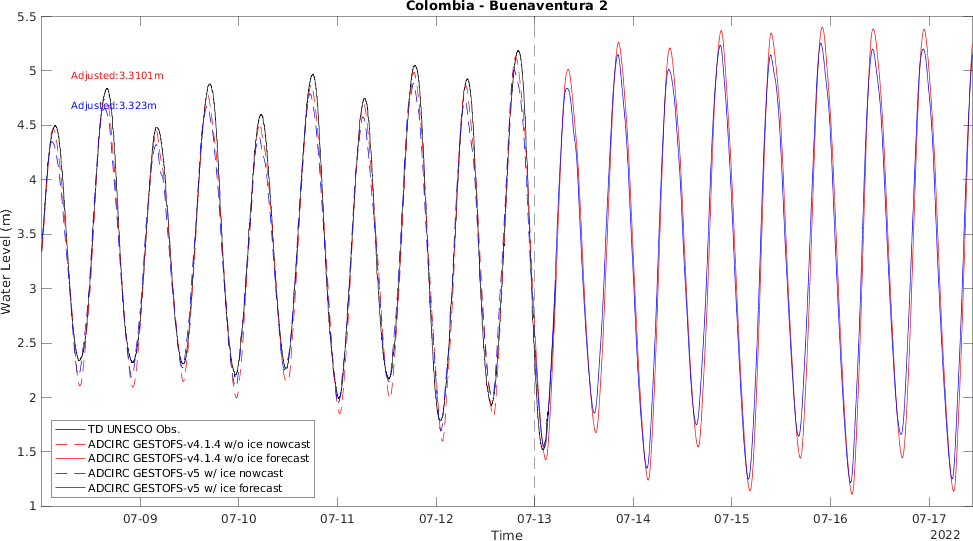 Colombia - Buenaventura 2
5.5
5
4.5
4
3.5
3
2.5
2
1.5
1
Water Level (m)
Adjusted:3.3101m
Adjusted:3.323m
TD UNESCO Obs.
ADCIRC GESTOFS-v4.1.4 w/o ice nowcast
ADCIRC GESTOFS-v4.1.4 w/o ice forecast
ADCIRC GESTOFS-v5 w/ ice nowcast
ADCIRC GESTOFS-v5 w/ ice forecast
07-09 07-10 07-11 07-12 07-13 07-14 07-15 07-16 07-17
Time
2022